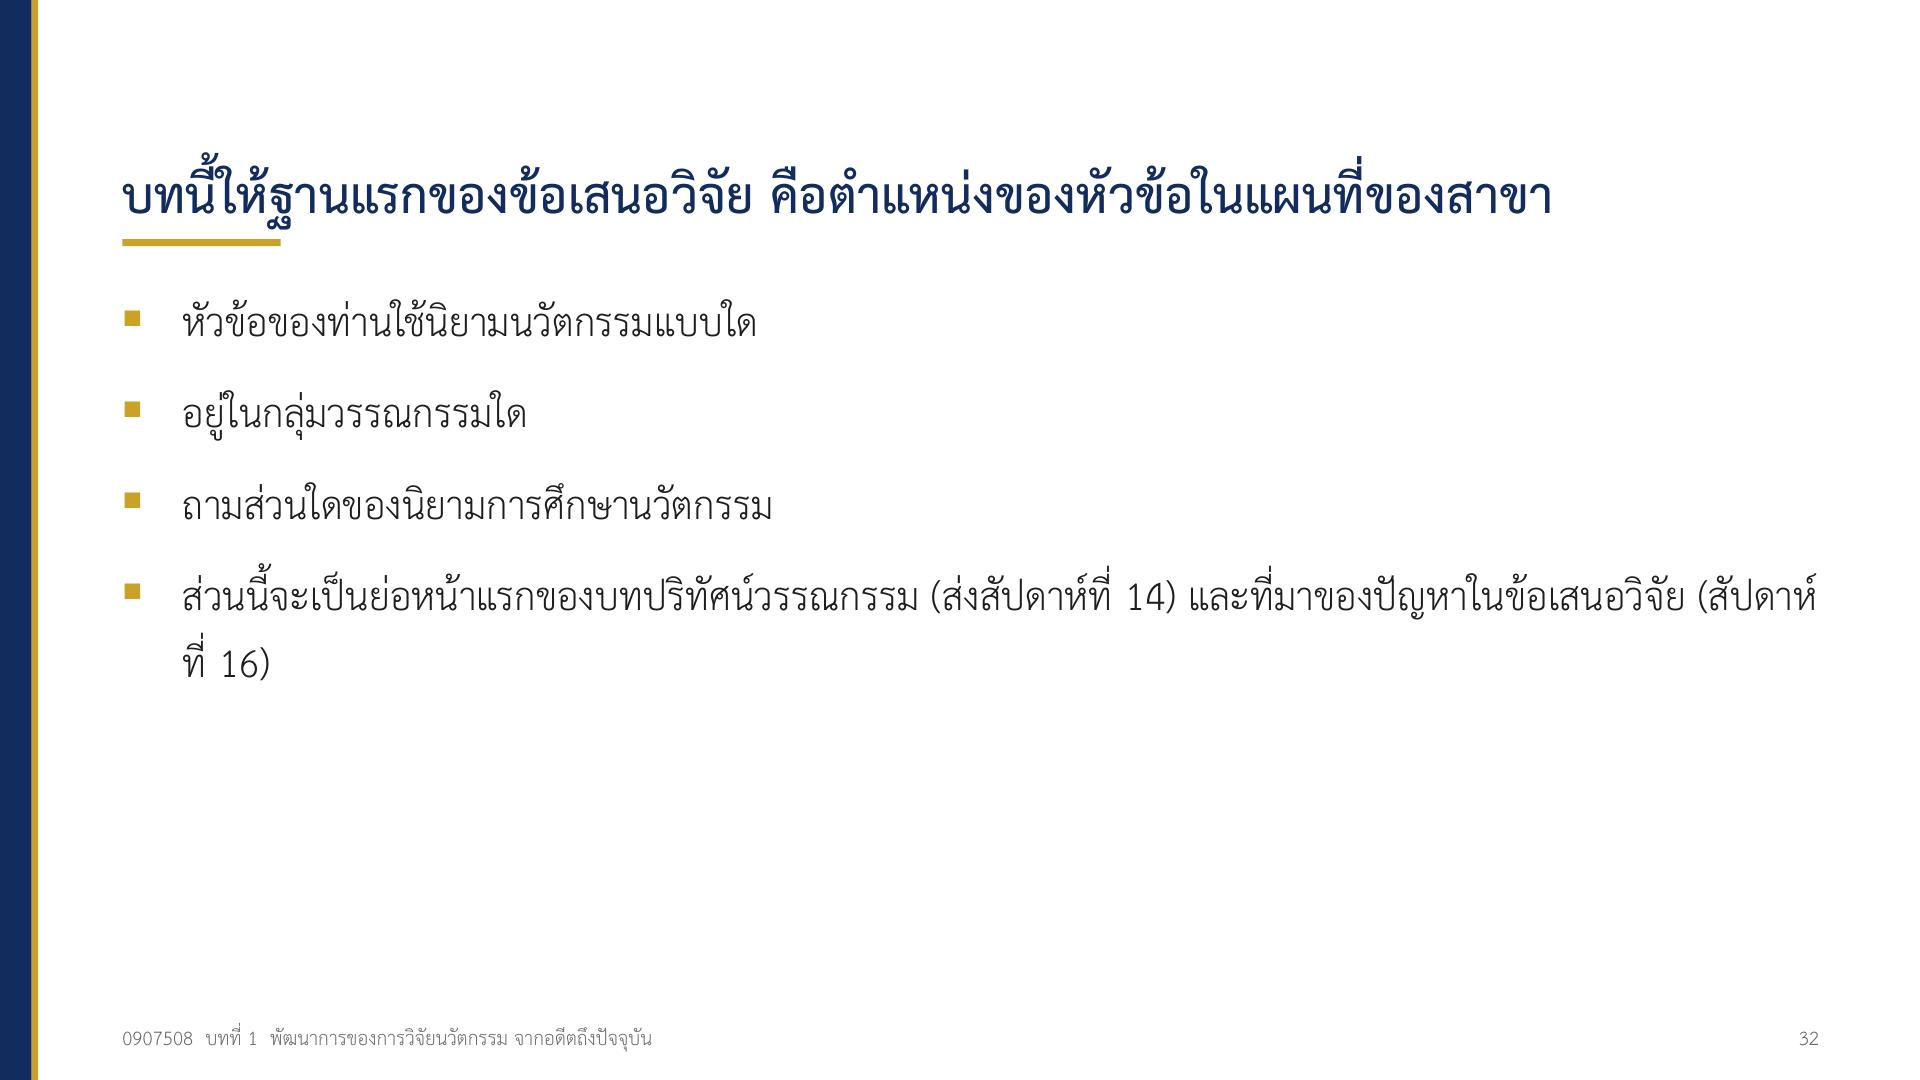 บทนี้ให้ฐานแรกของข้อเสนอวิจัย คือตำแหน่งของหัวข้อในแผนที่ของสาขา
หัวข้อของท่านใช้นิยามนวัตกรรมแบบใด
อยู่ในกลุ่มวรรณกรรมใด
ถามส่วนใดของนิยามการศึกษานวัตกรรม
ส่วนนี้จะเป็นย่อหน้าแรกของบทปริทัศน์วรรณกรรม (ส่งสัปดาห์ที่ 14) และที่มาของปัญหาในข้อเสนอวิจัย (สัปดาห์
ที่ 16)
0907508 บทที่ 1 พัฒนาการของการวิจัยนวัตกรรม จากอดีตถึงปัจจุบัน
32